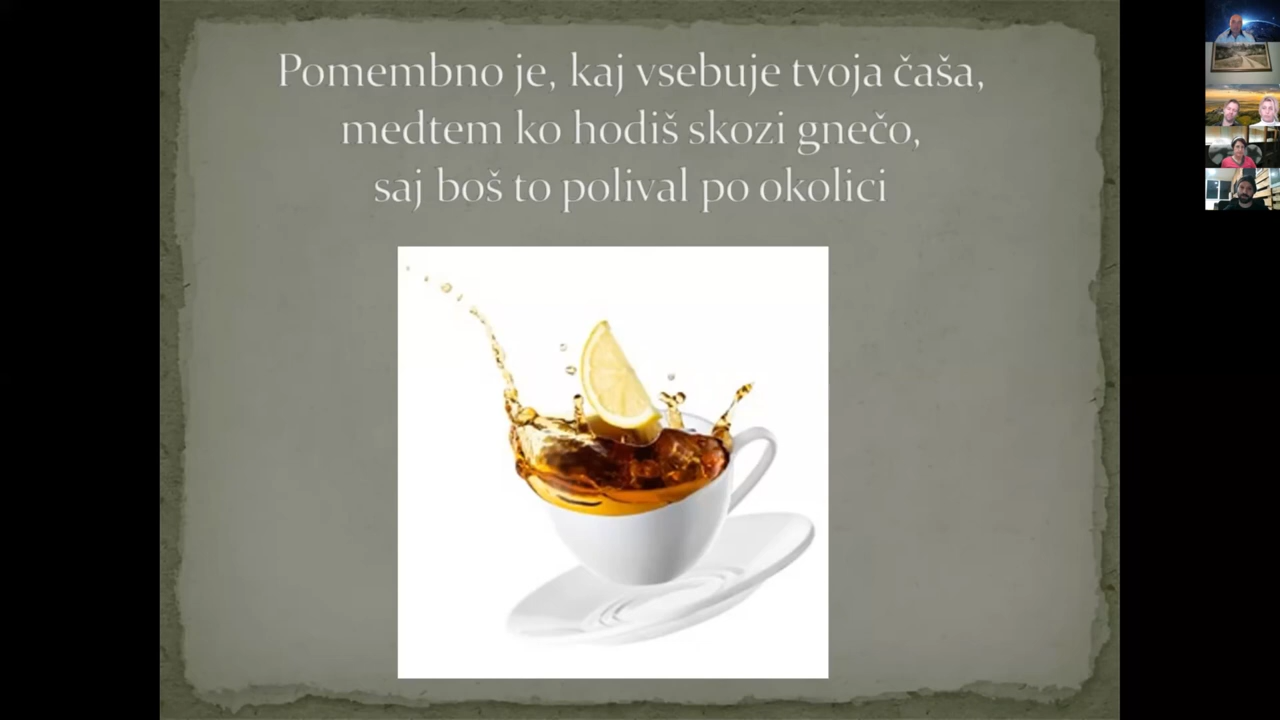 Pomembno je, kaj vsebuje tvoja čaša,
medtem ko hodiš skozi gnečo,
saj boš to polival po okolici